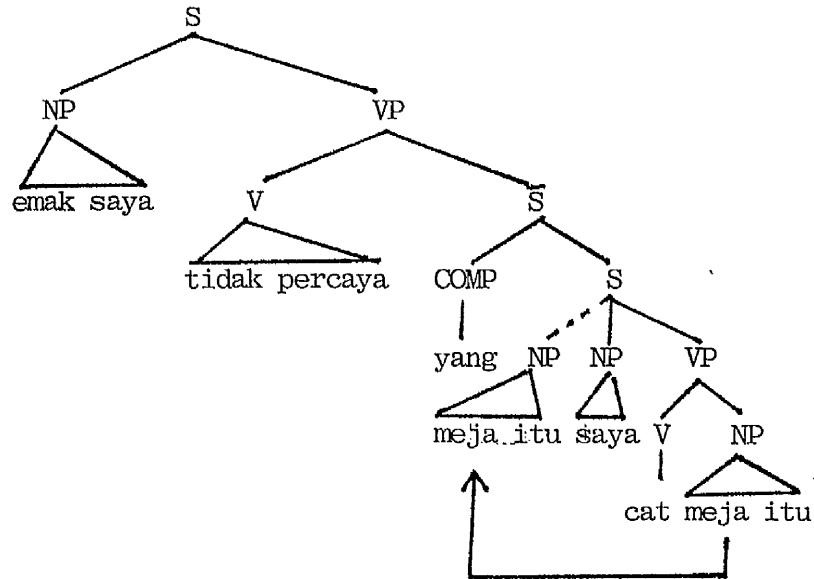 S
NP VP
emak saya V S̄
tidak percaya COMP S
yang NP NP VP
meja itu saya V NP
cat meja itu